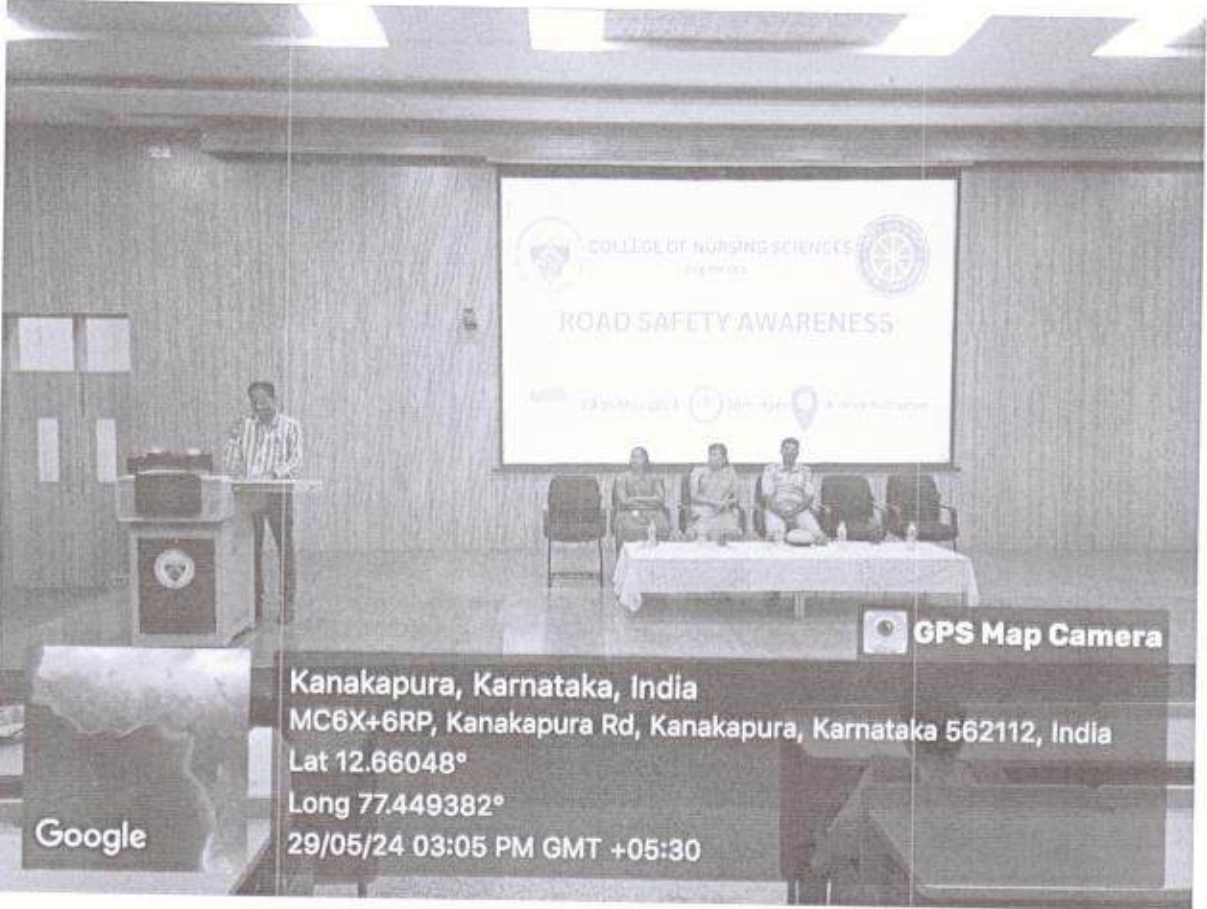 COLLEGE OF NURSING SCIENCES
ROAD SAFETY AWARENESS
GPS Map Camera
Kanakapura, Karnataka, India
MC6X+6RP, Kanakapura Rd, Kanakapura, Karnataka 562112, India
Lat 12.66048°
Long 77.449382°
29/05/24 03:05 PM GMT +05:30
Google